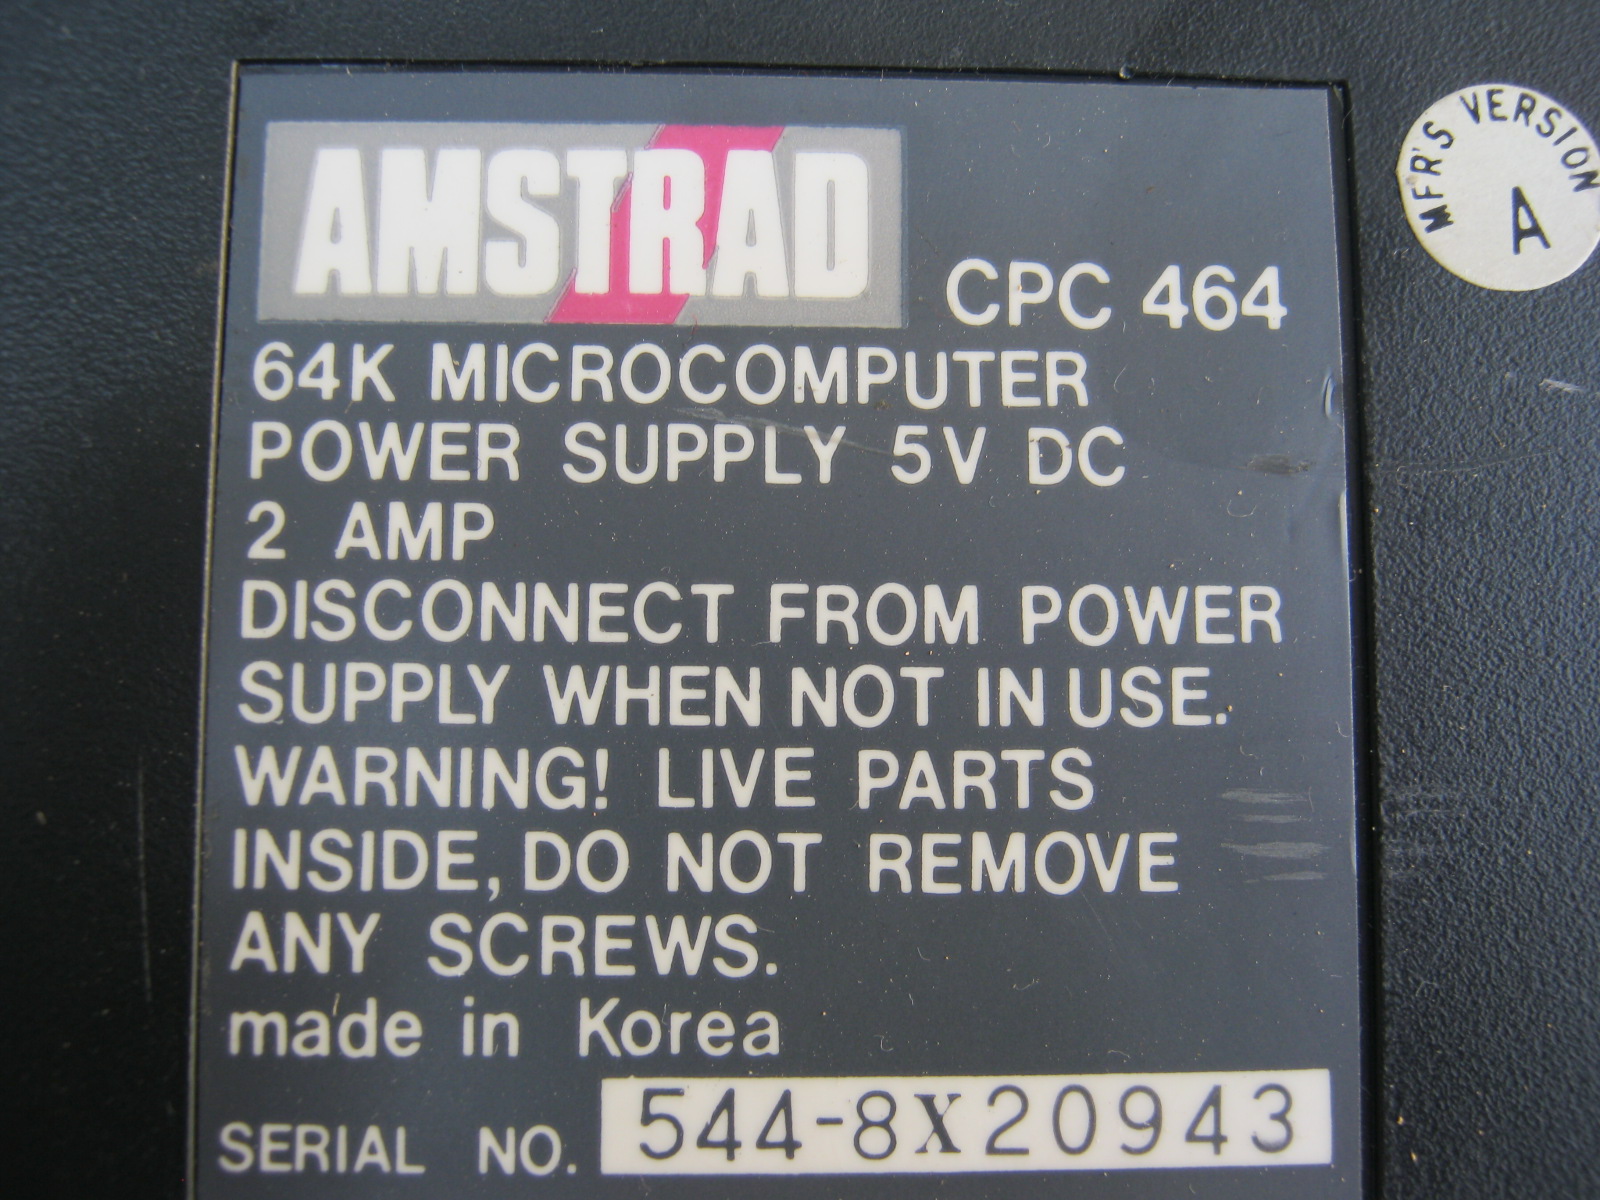 AMSTRAD CPC 464
64K MICROCOMPUTER
POWER SUPPLY 5V DC
2 AMP
DISCONNECT FROM POWER
SUPPLY WHEN NOT IN USE.
WARNING! LIVE PARTS
INSIDE, DO NOT REMOVE
ANY SCREWS.
made in Korea
SERIAL NO. 544-8X20943
MFR'S VERSION
A